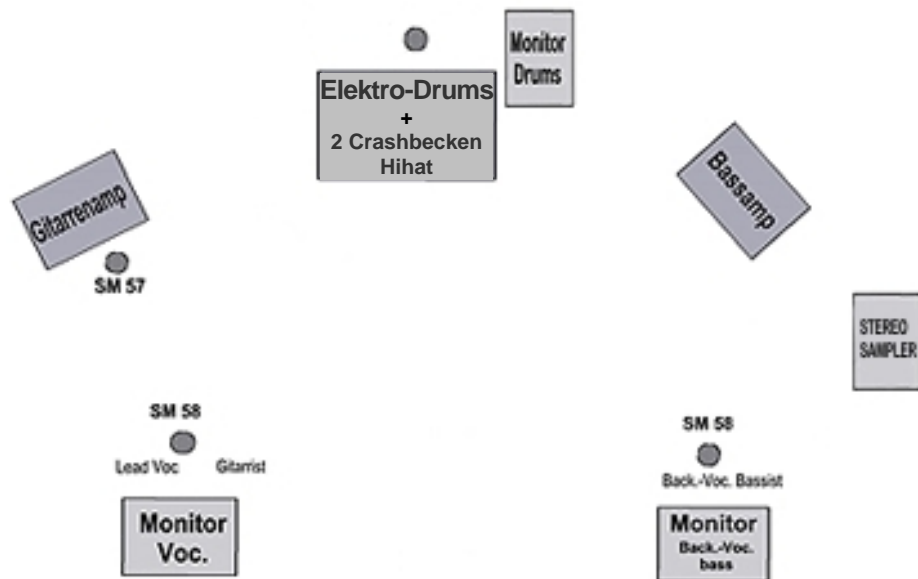 Monitor
Drums
Elektro-Drums
+
2 Crashbecken
Hihat
Bassamp
Gitarrenamp
SM 57
STEREO
SAMPLER
SM 58
Lead Voc Gitarrist
SM 58
Back.-Voc. Bassist
Monitor
Voc.
Monitor
Back.-Voc.
bass